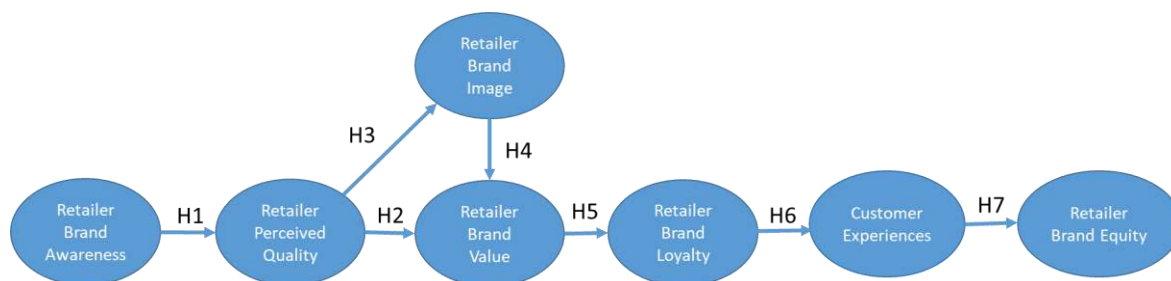 Retailer
Brand
Image
H3
H4
Retailer
Brand
Awareness
H1
Retailer
Perceived
Quality
H2
Retailer
Brand
Value
H5
Retailer
Brand
Loyalty
H6
Customer
Experiences
H7
Retailer
Brand Equity